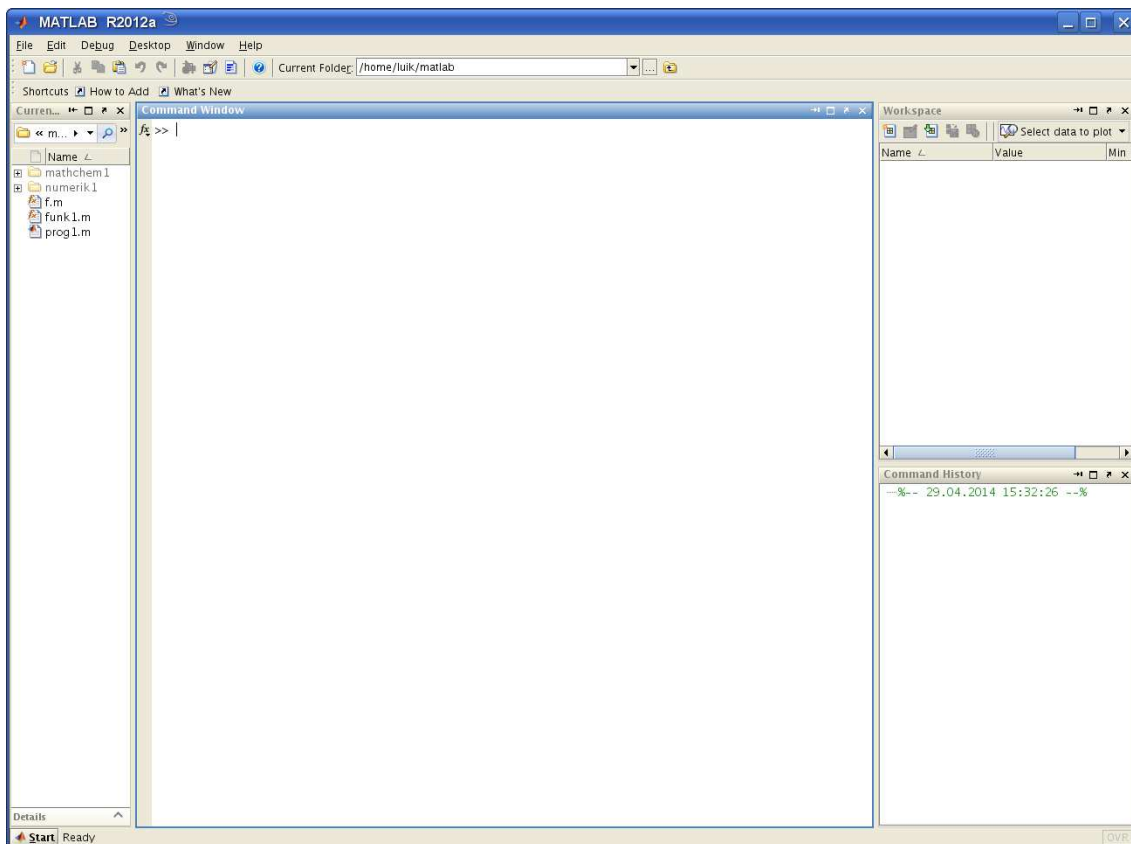 MATLAB R2012a
File Edit Debug Desktop Window Help
Current Folder: /home/luik/matlab
Shortcuts How to Add What's New
Curren...
« m...
»
Name
mathchem1
numerik1
f.m
funk1.m
prog1.m
Details
Command Window
fx >>
Workspace
Select data to plot
Name Value Min
Command History
%-- 29.04.2014 15:32:26 --%
Start Ready
OVR